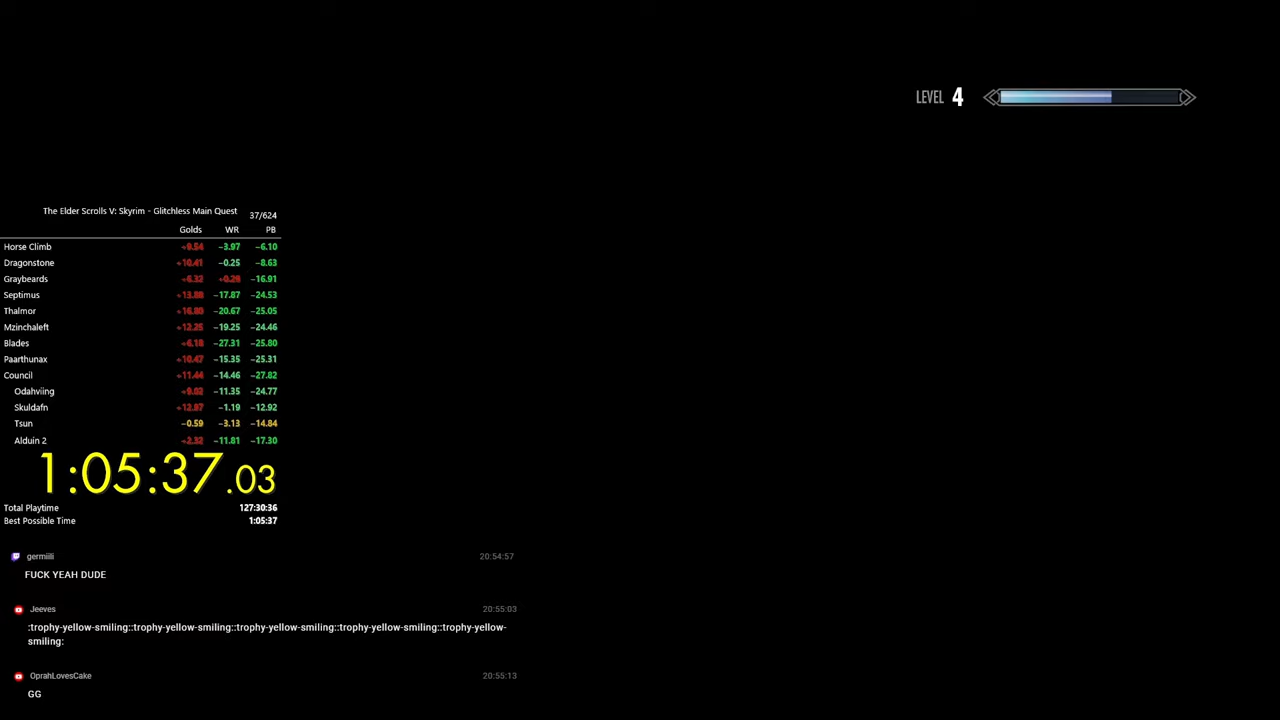 LEVEL 4
The Elder Scrolls V: Skyrim - Glitchless Main Quest 37/624
Golds WR PB
Horse Climb +9.54 −3.97 −6.10
Dragonstone +10.41 −0.25 −8.63
Graybeards +6.32 +0.26 −16.91
Septimus +13.88 −17.87 −24.53
Thalmor +16.80 −20.67 −25.05
Mzinchaleft +12.25 −19.25 −24.46
Blades +6.18 −27.31 −25.80
Paarthunax +10.47 −15.35 −25.31
Council +11.44 −14.46 −27.82
Odahviing +9.02 −11.35 −24.77
Skuldafn +12.97 −1.19 −12.92
Tsun −0.59 −3.13 −14.84
Alduin 2 +2.32 −11.81 −17.30
1:05:37.03
Total Playtime 127:30:36
Best Possible Time 1:05:37
germiili 20:54:57
FUCK YEAH DUDE
Jeeves 20:55:03
:trophy-yellow-smiling::trophy-yellow-smiling::trophy-yellow-smiling::trophy-yellow-smiling::trophy-yellow-
smiling:
OprahLovesCake 20:55:13
GG